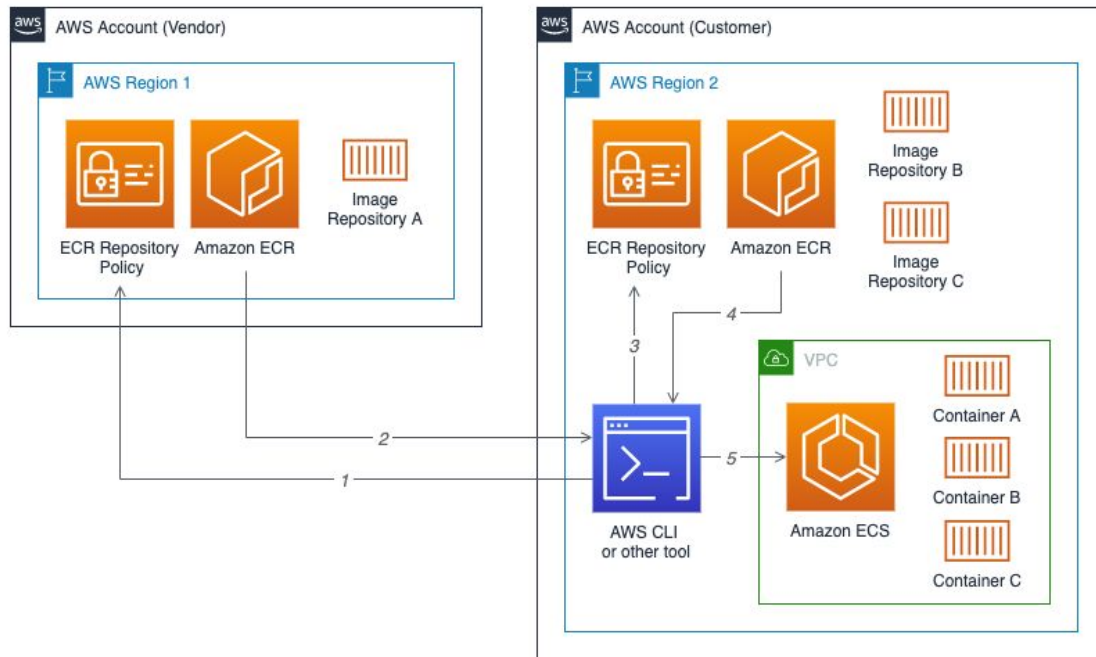 aws
AWS Account (Vendor)
AWS Region 1
ECR Repository
Policy
Amazon ECR
Image
Repository A
aws
AWS Account (Customer)
AWS Region 2
ECR Repository
Policy
Amazon ECR
Image
Repository B
Image
Repository C
4
3
VPC
Container A
2
5
1
Container B
AWS CLI
or other tool
Amazon ECS
Container C